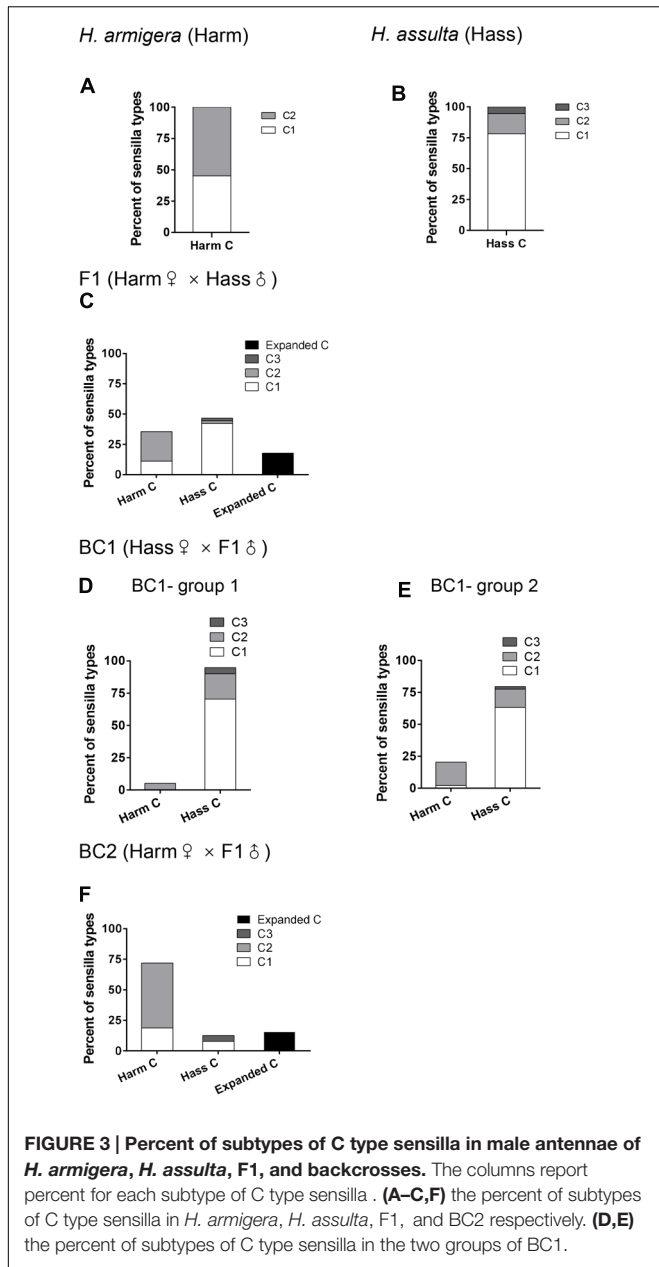 H. armigera (Harm)
H. assulta (Hass)
A
Percent of sensilla types
100
75
50
25
0
Harm C
C2
C1
B
Percent of sensilla types
100
75
50
25
0
Hass C
C3
C2
C1
F1 (Harm ♀ × Hass ♂)
C
Percent of sensilla types
100
75
50
25
0
Harm C
Hass C
Expanded C
Expanded C
C3
C2
C1
BC1 (Hass ♀ × F1 ♂)
D BC1- group 1
Percent of sensilla types
100
75
50
25
0
Harm C
Hass C
C3
C2
C1
E BC1- group 2
Percent of sensilla types
100
75
50
25
0
Harm C
Hass C
C3
C2
C1
BC2 (Harm ♀ × F1 ♂)
F
Percent of sensilla types
100
75
50
25
0
Harm C
Hass C
Expanded C
Expanded C
C3
C2
C1
FIGURE 3 | Percent of subtypes of C type sensilla in male antennae of
H. armigera, H. assulta, F1, and backcrosses. The columns report
percent for each subtype of C type sensilla . (A–C,F) the percent of subtypes
of C type sensilla in H. armigera, H. assulta, F1, and BC2 respectively. (D,E)
the percent of subtypes of C type sensilla in the two groups of BC1.